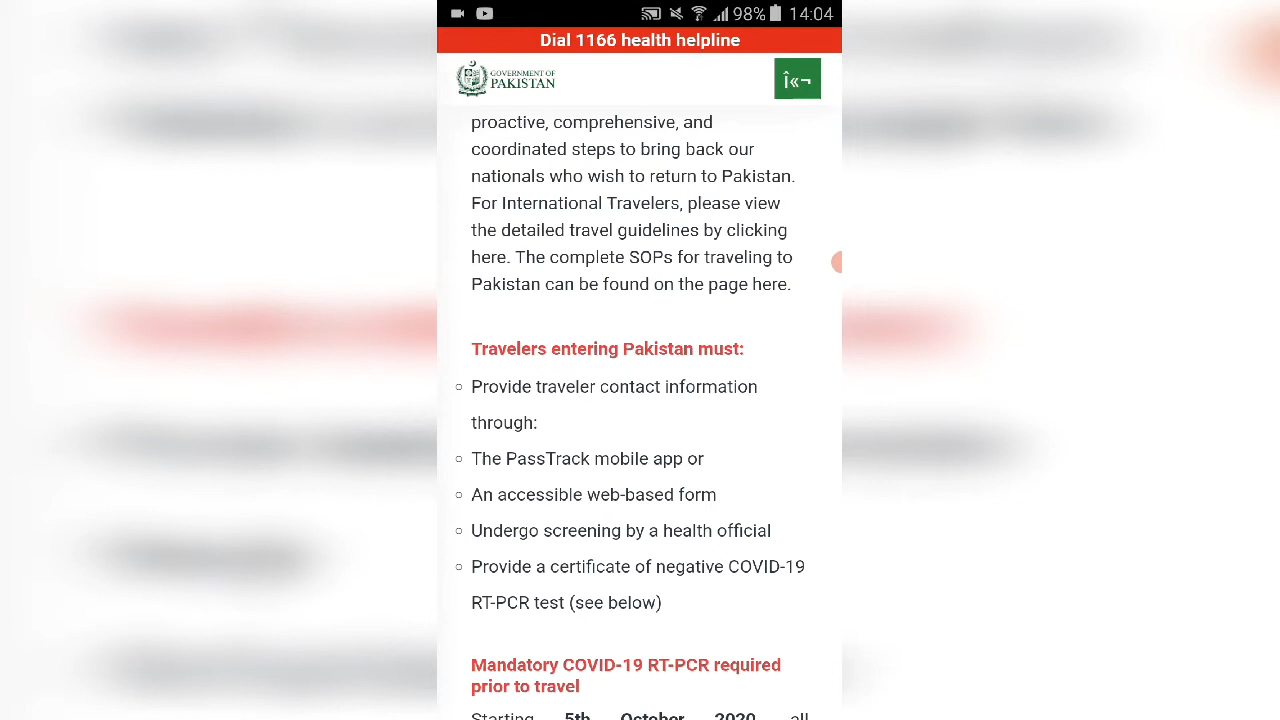 98% 14:04
Dial 1166 health helpline
GOVERNMENT OF
PAKISTAN
Î«¬
proactive, comprehensive, and
coordinated steps to bring back our
nationals who wish to return to Pakistan.
For International Travelers, please view
the detailed travel guidelines by clicking
here. The complete SOPs for traveling to
Pakistan can be found on the page here.
Travelers entering Pakistan must:
Provide traveler contact information
through:
The PassTrack mobile app or
An accessible web-based form
Undergo screening by a health official
Provide a certificate of negative COVID-19
RT-PCR test (see below)
Mandatory COVID-19 RT-PCR required
prior to travel
Starting 5th October 2020, all